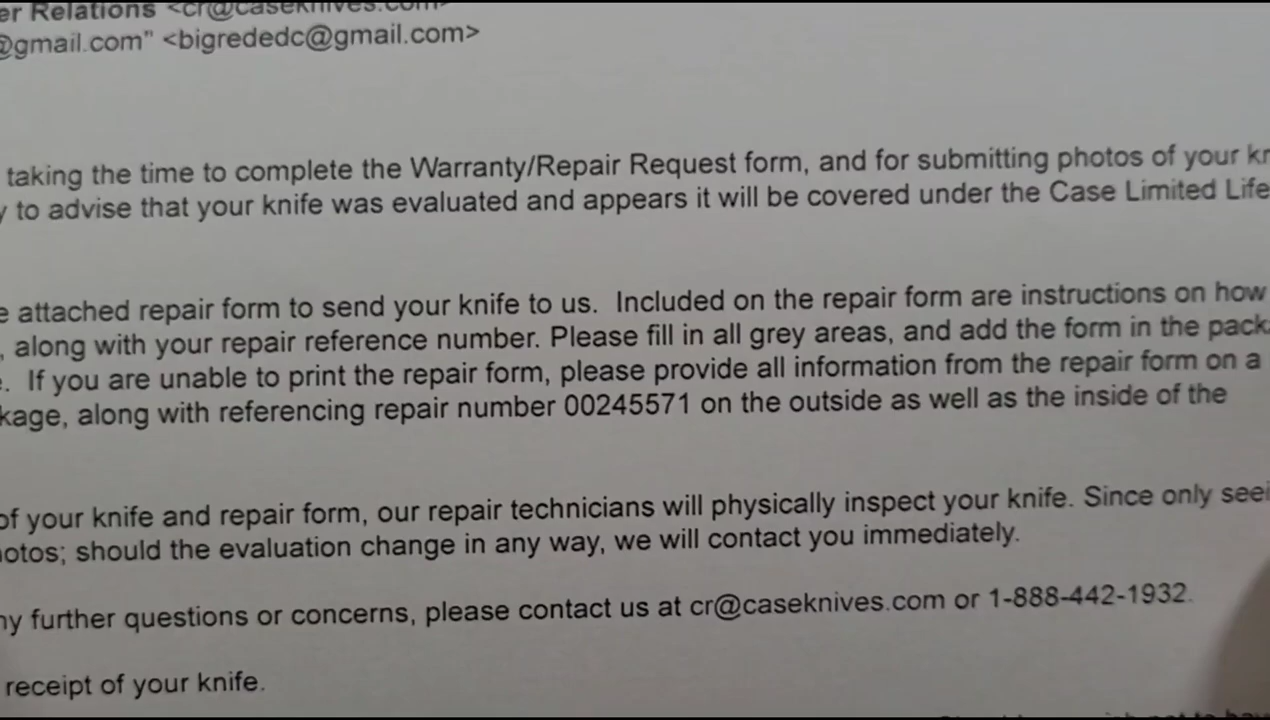 er Relations <cr@caseknives.com>
@gmail.com" <bigrededc@gmail.com>
taking the time to complete the Warranty/Repair Request form, and for submitting photos of your kn
y to advise that your knife was evaluated and appears it will be covered under the Case Limited Life
e attached repair form to send your knife to us. Included on the repair form are instructions on how
, along with your repair reference number. Please fill in all grey areas, and add the form in the pack
e. If you are unable to print the repair form, please provide all information from the repair form on a
kage, along with referencing repair number 00245571 on the outside as well as the inside of the
of your knife and repair form, our repair technicians will physically inspect your knife. Since only seei
hotos; should the evaluation change in any way, we will contact you immediately.
ny further questions or concerns, please contact us at cr@caseknives.com or 1-888-442-1932.
receipt of your knife.